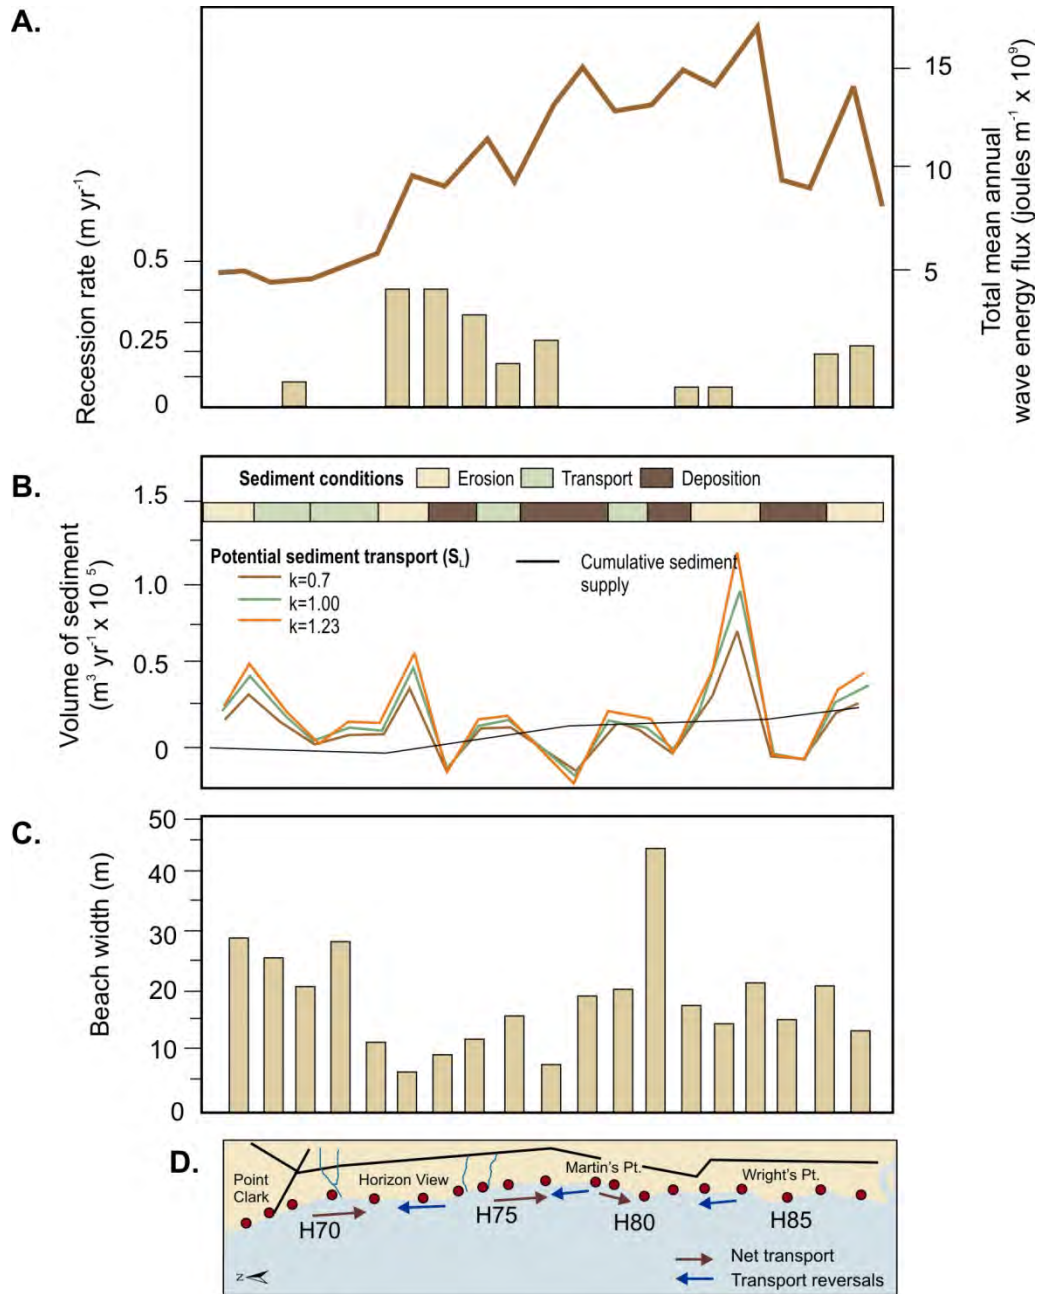 A.
Recession rate (m yr⁻¹)
0.5
0.25
0
15
10
5
Total mean annual
wave energy flux (joules m⁻¹ x 10⁹)
B.
Volume of sediment
(m³ yr⁻¹ x 10⁵)
1.5
1.0
0.5
0
Sediment conditions
Erosion
Transport
Deposition
Potential sediment transport (S_L)
k=0.7
k=1.00
k=1.23
Cumulative sediment
supply
C.
Beach width (m)
50
40
30
20
10
0
D.
Point
Clark
Horizon View
Martin's Pt.
Wright's Pt.
H70
H75
H80
H85
Net transport
Transport reversals
z